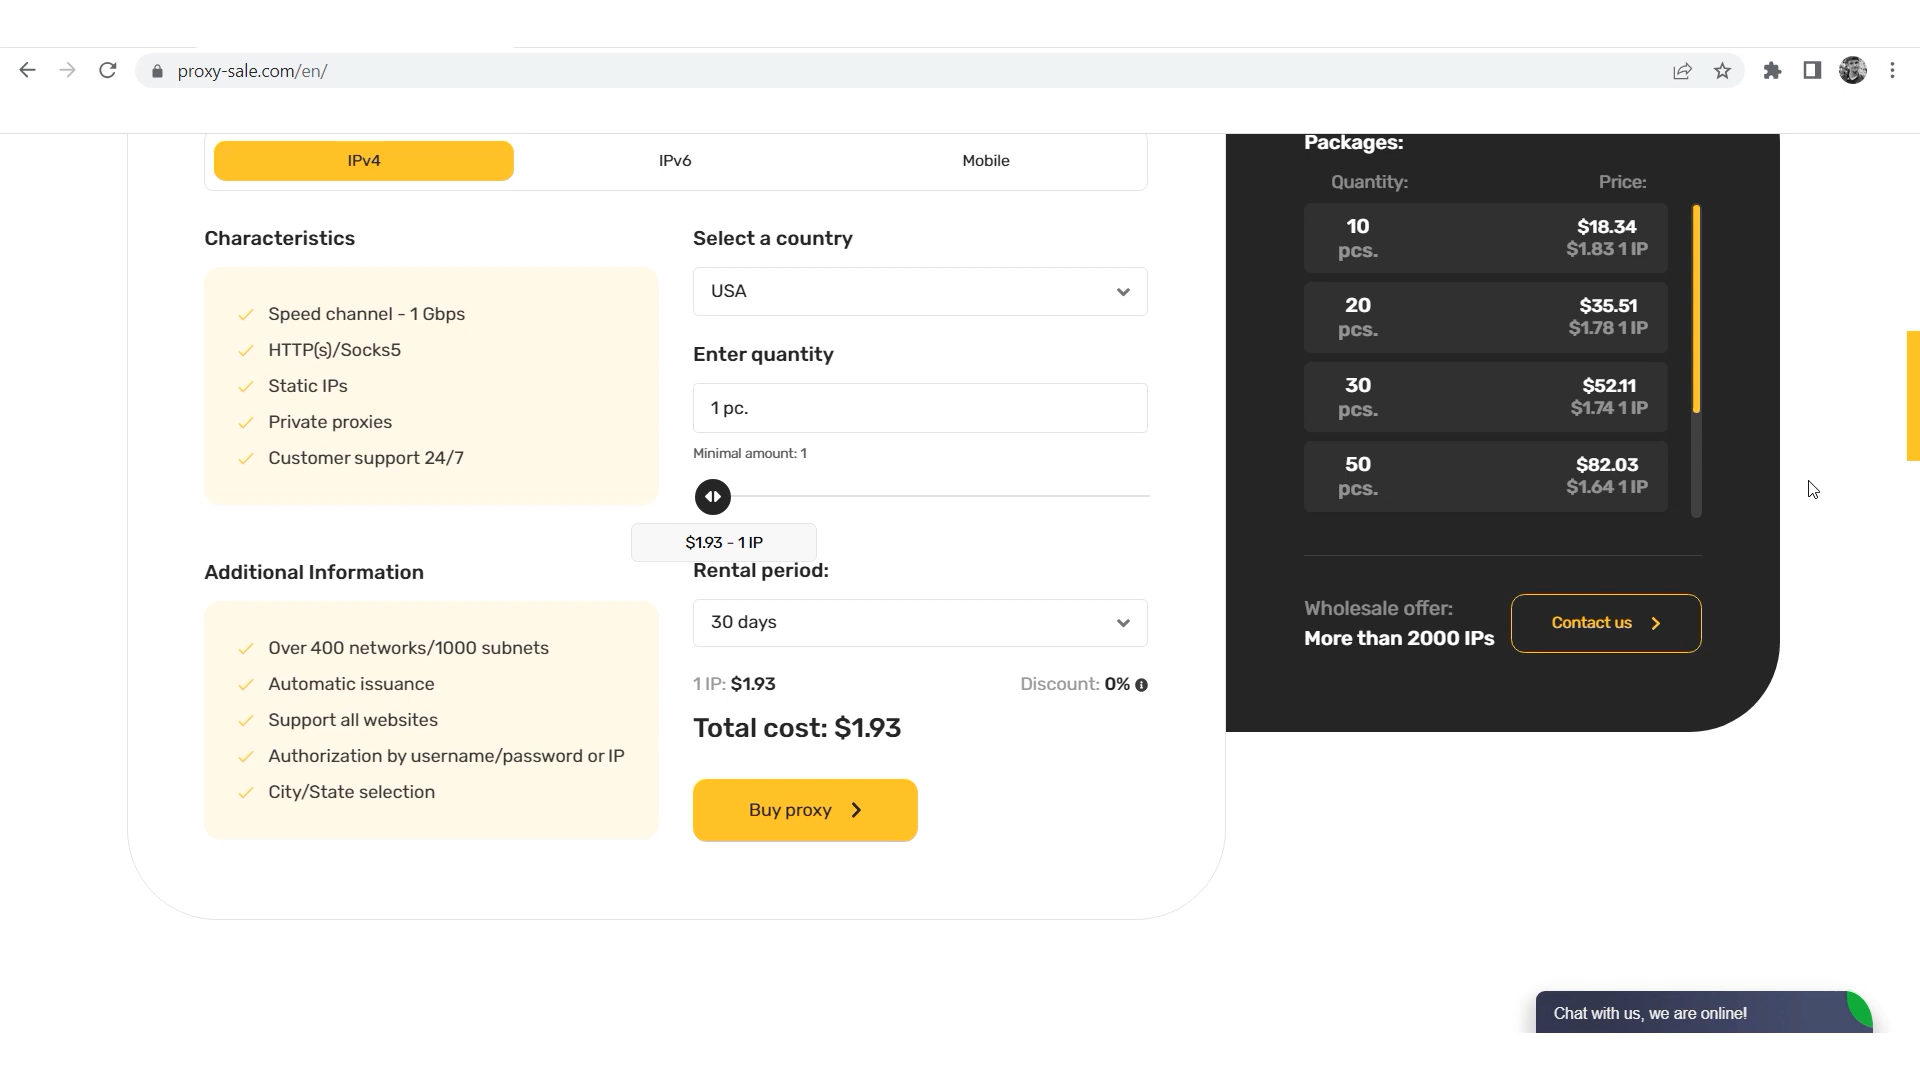 proxy-sale.com/en/
IPv4
IPv6
Mobile
Characteristics
Speed channel - 1 Gbps
HTTP(s)/Socks5
Static IPs
Private proxies
Customer support 24/7
Additional Information
Over 400 networks/1000 subnets
Automatic issuance
Support all websites
Authorization by username/password or IP
City/State selection
Select a country
USA
Enter quantity
1 pc.
Minimal amount: 1
$1.93 - 1 IP
Rental period:
30 days
1 IP: $1.93
Discount: 0%
Total cost: $1.93
Buy proxy
Packages:
Quantity: Price:
10 $18.34
pcs. $1.83 1 IP
20 $35.51
pcs. $1.78 1 IP
30 $52.11
pcs. $1.74 1 IP
50 $82.03
pcs. $1.64 1 IP
Wholesale offer:
More than 2000 IPs
Contact us
Chat with us, we are online!